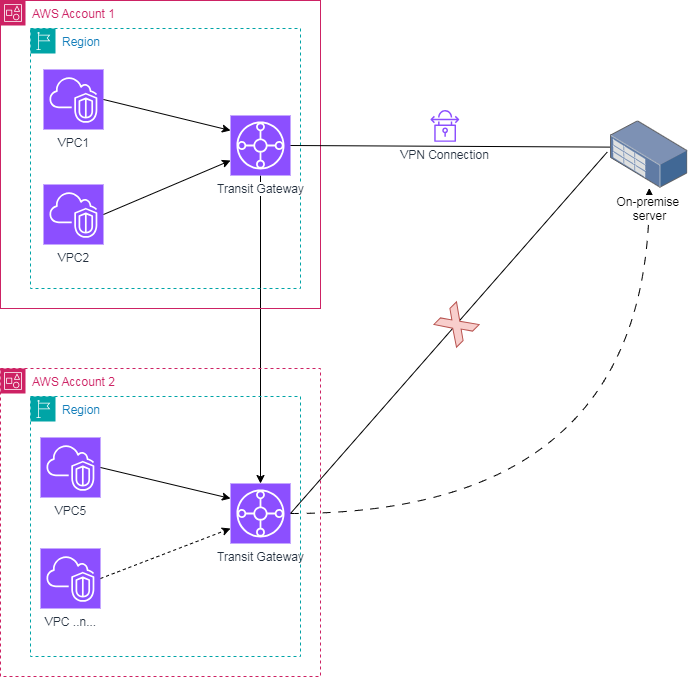 AWS Account 1
Region
VPC1
Transit Gateway
VPN Connection
VPC2
On-premise
server
AWS Account 2
Region
VPC5
Transit Gateway
VPC ..n...